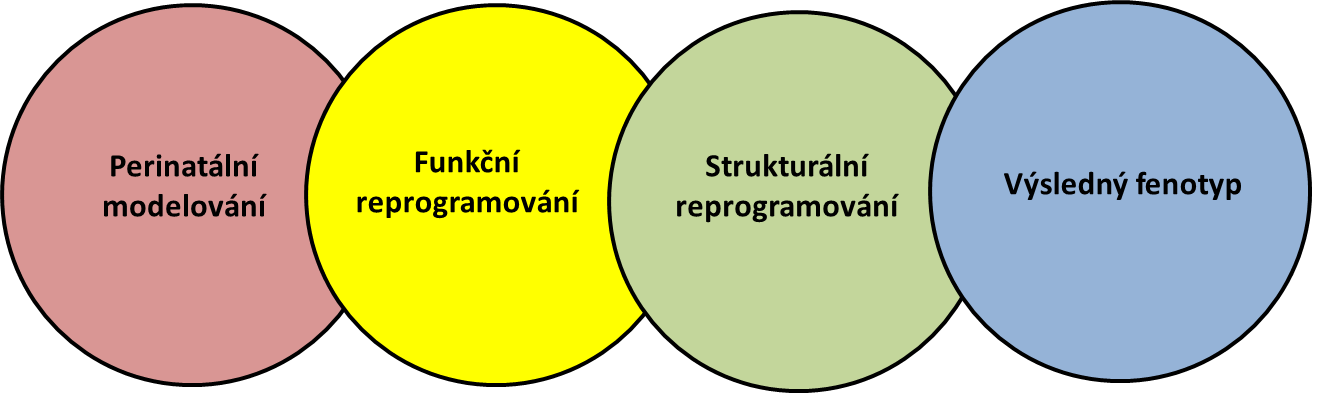 Perinatální
modelování
Funkční
reprogramování
Strukturální
reprogramování
Výsledný fenotyp